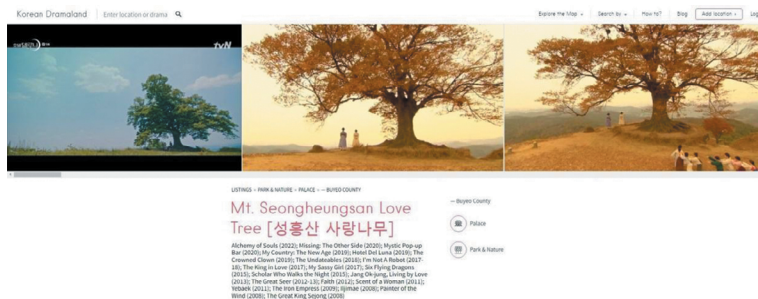 Korean Dramaland
Enter location or drama
Explore the Map
Search by
How to?
Blog
Add location
Log
tvN
LISTINGS • PARK & NATURE • PALACE • — BUYEO COUNTY
Mt. Seongheungsan Love
Tree [성흥산 사랑나무]
Alchemy of Souls (2022); Missing: The Other Side (2020); Mystic Pop-up
Bar (2020); My Country: The New Age (2019); Hotel Del Luna (2019); The
Crowned Clown (2019); The Undateables (2018); I'm Not A Robot (2017-
18), The King in Love (2017); My Sassy Girl (2017); Six Flying Dragons
(2015); Scholar Who Walks the Night (2015); Jang Ok-jung, Living by Love
(2013); The Great Seer (2012-13); Faith (2012); Scent of a Woman (2011);
Yebaek (2011); The Iron Empress (2009); Iljimae (2008); Painter of the
Wind (2008); The Great King Sejong (2008)
— Buyeo County
Palace
Park & Nature